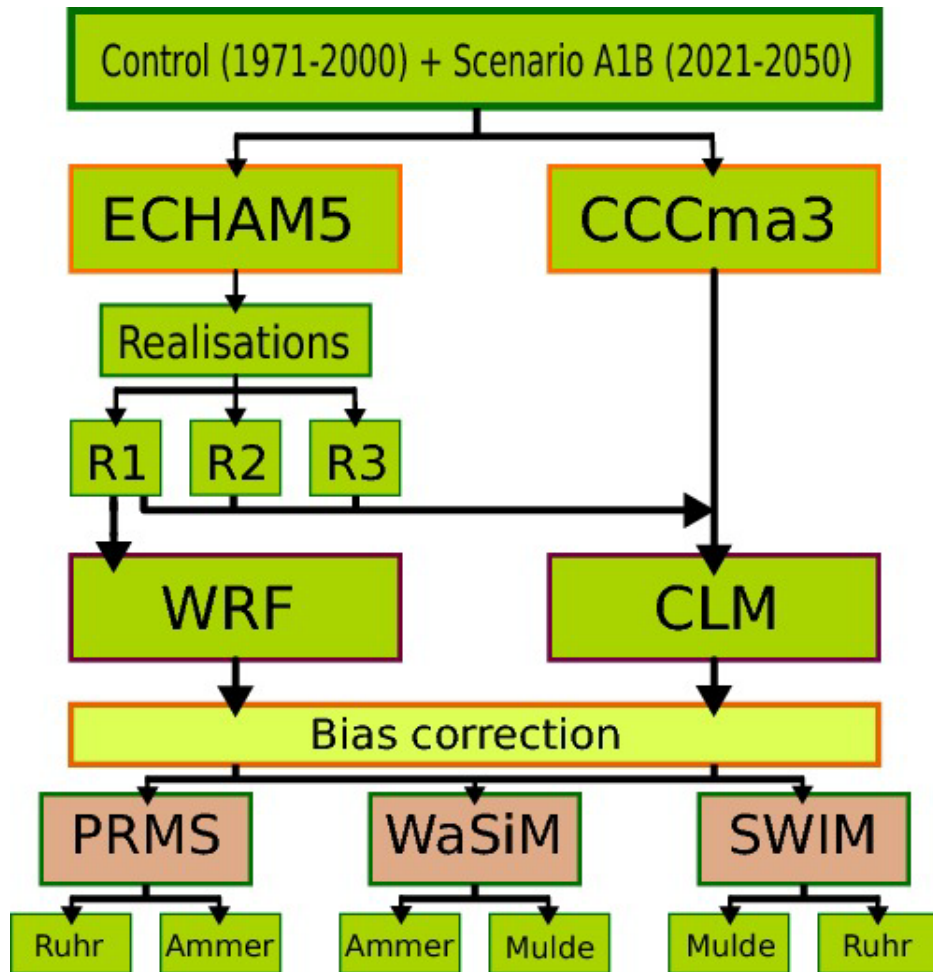 Control (1971-2000) + Scenario A1B (2021-2050)
ECHAM5
CCCma3
Realisations
R1
R2
R3
WRF
CLM
Bias correction
PRMS
WaSiM
SWIM
Ruhr
Ammer
Ammer
Mulde
Mulde
Ruhr